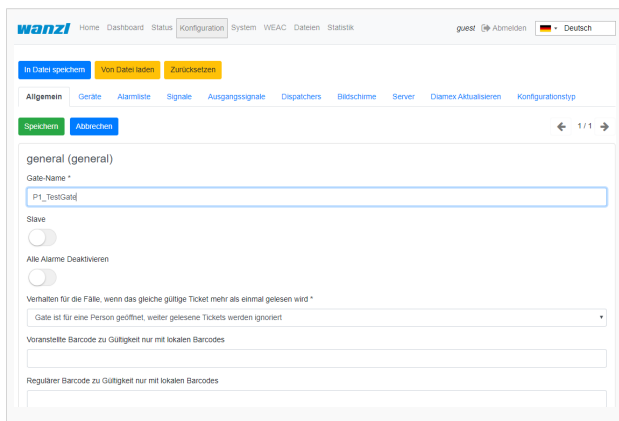 wanzl Home Dashboard Status Konfiguration System WEAC Dateien Statistik guest Abmelden Deutsch
In Datei speichern Von Datei laden Zurücksetzen
Allgemein Geräte Alarmliste Signale Ausgangssignale Dispatchers Bildschirme Server Diamex Aktualisieren Konfigurationstyp
Speichern Abbrechen 1 / 1
general (general)
Gate-Name *
P1_TestGate
Slave
Alle Alarme Deaktivieren
Verhalten für die Fälle, wenn das gleiche gültige Ticket mehr als einmal gelesen wird *
Gate ist für eine Person geöffnet, weiter gelesene Tickets werden ignoriert
Voranstellte Barcode zu Gültigkeit nur mit lokalen Barcodes
Regulärer Barcode zu Gültigkeit nur mit lokalen Barcodes